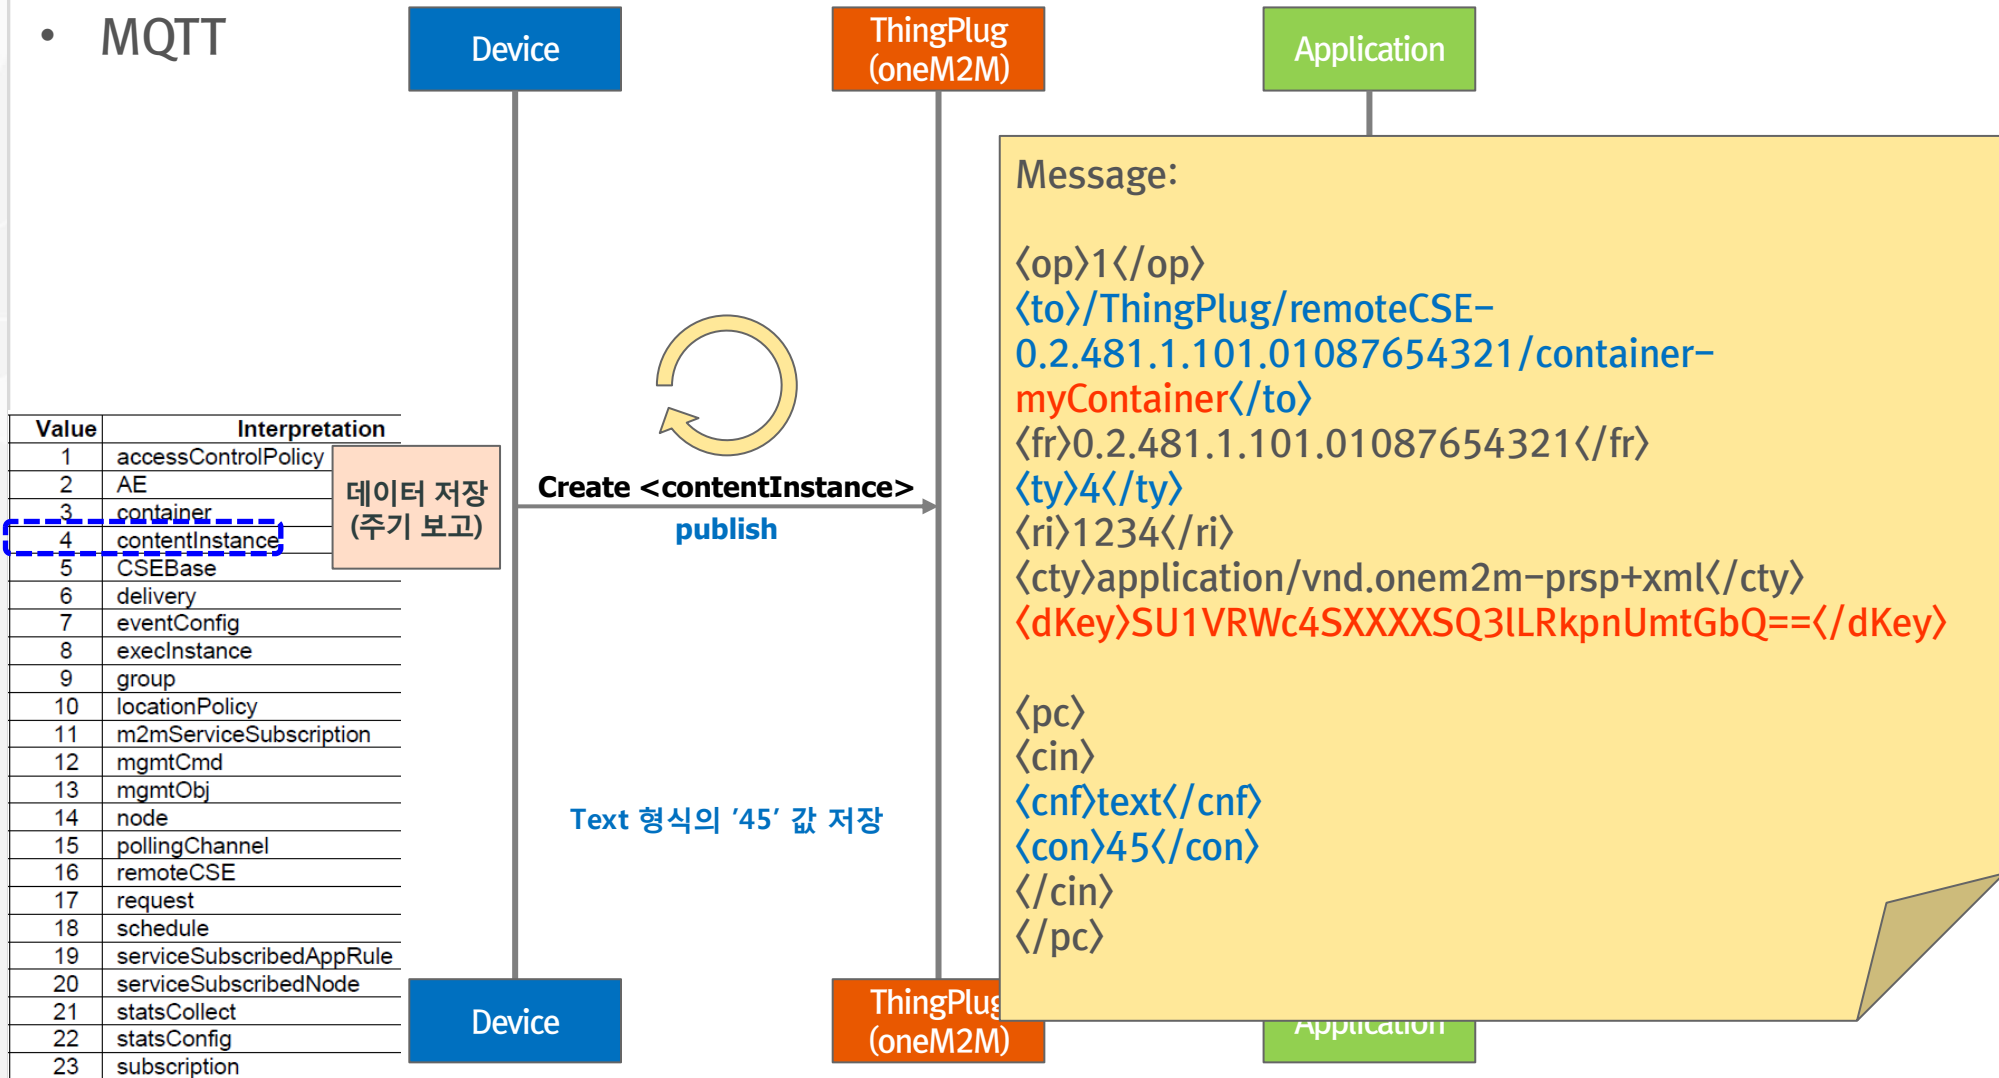 • MQTT
Device
ThingPlug
(oneM2M)
Application
Message:
〈op〉1〈/op〉
〈to〉/ThingPlug/remoteCSE-
0.2.481.1.101.01087654321/container-
myContainer〈/to〉
〈fr〉0.2.481.1.101.01087654321〈/fr〉
〈ty〉4〈/ty〉
〈ri〉1234〈/ri〉
〈cty〉application/vnd.onem2m-prsp+xml〈/cty〉
〈dKey〉SU1VRWc4SXXXXSQ3lLRkpnUmtGbQ==〈/dKey〉
〈pc〉
〈cin〉
〈cnf〉text〈/cnf〉
〈con〉45〈/con〉
〈/cin〉
〈/pc〉
Value Interpretation
1 accessControlPolicy
2 AE
3 container
4 contentInstance
5 CSEBase
6 delivery
7 eventConfig
8 execInstance
9 group
10 locationPolicy
11 m2mServiceSubscription
12 mgmtCmd
13 mgmtObj
14 node
15 pollingChannel
16 remoteCSE
17 request
18 schedule
19 serviceSubscribedAppRule
20 serviceSubscribedNode
21 statsCollect
22 statsConfig
23 subscription
데이터 저장
(주기 보고)
Create <contentInstance>
publish
Text 형식의 '45' 값 저장
Device
ThingPlug
(oneM2M)
Application